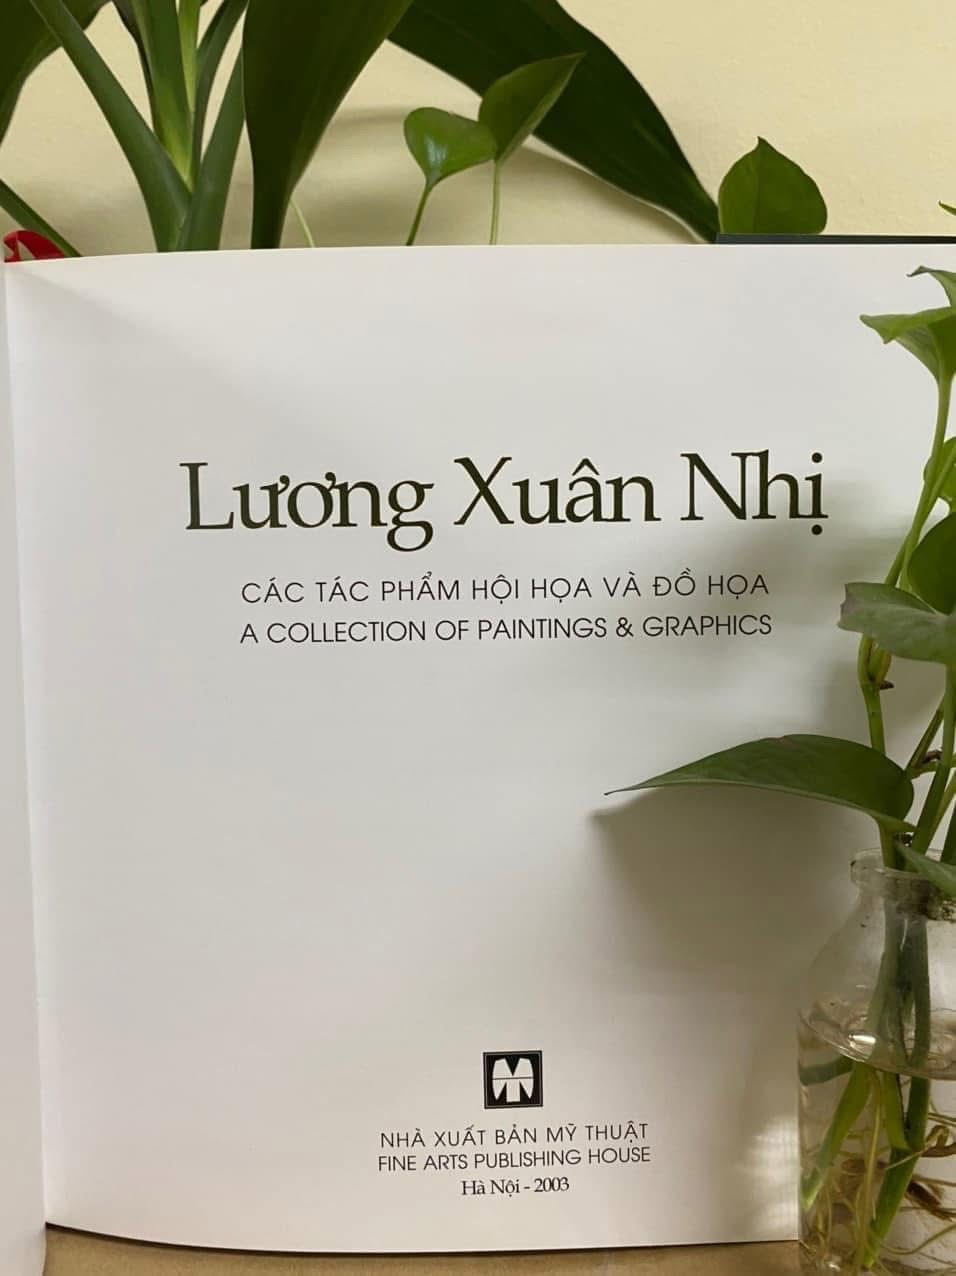 Lương Xuân Nhị
CÁC TÁC PHẨM HỘI HỌA VÀ ĐỒ HỌA
A COLLECTION OF PAINTINGS & GRAPHICS
NHÀ XUẤT BẢN MỸ THUẬT
FINE ARTS PUBLISHING HOUSE
Hà Nội - 2003